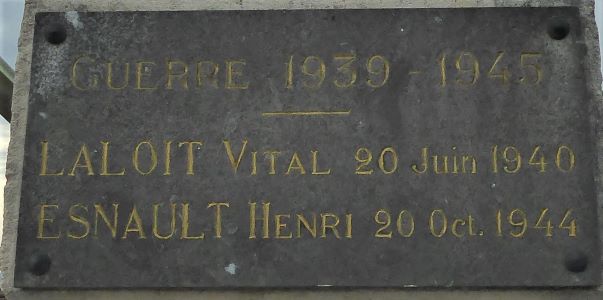 GUERRE 1939 - 1945
LALOIT VITAL 20 Juin 1940
ESNAULT HENRI 20 Oct. 1944